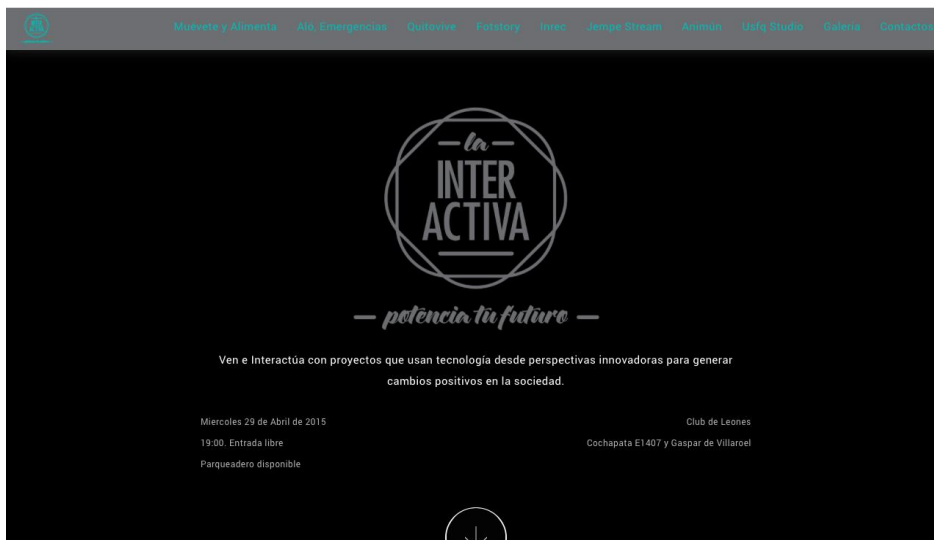 Muevete y Alimenta Aló, Emergencias Quitovive Fotstory Inec Jempe Stream Animún Usfq Studio Galeria Contactos
la
INTER
ACTIVA
potencia tu futuro
Ven e Interactúa con proyectos que usan tecnología desde perspectivas innovadoras para generar
cambios positivos en la sociedad.
Miercoles 29 de Abril de 2015
19:00. Entrada libre
Parqueadero disponible
Club de Leones
Cochapata E1407 y Gaspar de Villaroel